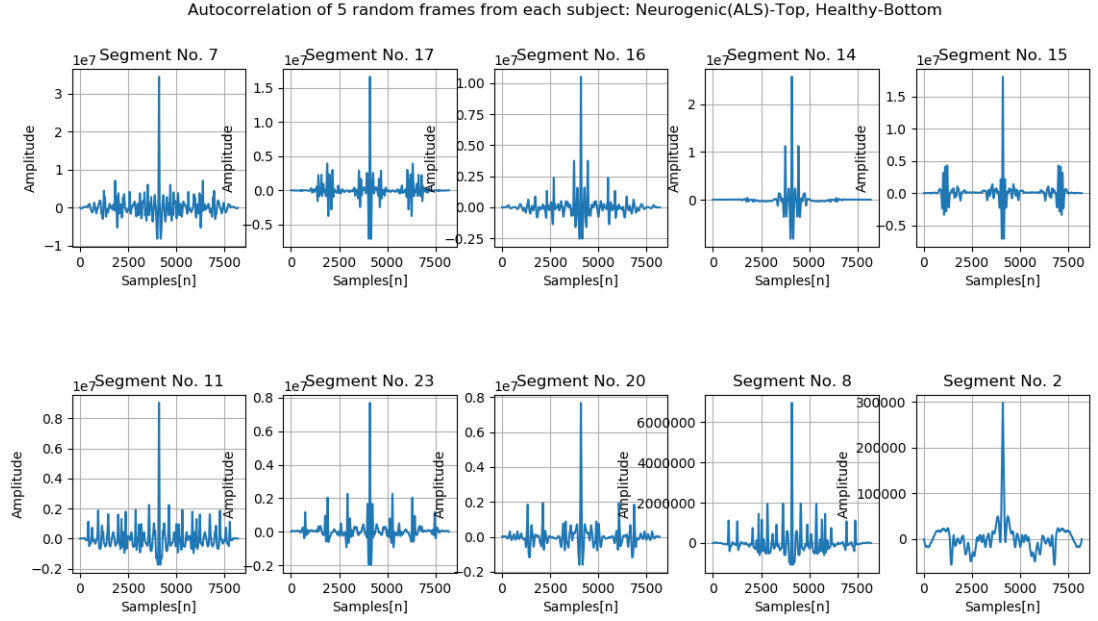 Autocorrelation of 5 random frames from each subject: Neurogenic(ALS)-Top, Healthy-Bottom
1e7 Segment No. 7
1e7 Segment No. 17
1e7 Segment No. 16
1e7 Segment No. 14
1e7 Segment No. 15
Amplitude
3
2
1
0
−1
0 2500 5000 7500
Samples[n]
Amplitude
1.5
1.0
0.5
0.0
−0.5
0 2500 5000 7500
Samples[n]
Amplitude
1.00
0.75
0.50
0.25
0.00
−0.25
0 2500 5000 7500
Samples[n]
Amplitude
2
1
0
0 2500 5000 7500
Samples[n]
Amplitude
1.5
1.0
0.5
0.0
−0.5
0 2500 5000 7500
Samples[n]
1e7 Segment No. 11
1e7 Segment No. 23
1e7 Segment No. 20
Segment No. 8
Segment No. 2
Amplitude
0.8
0.6
0.4
0.2
0.0
−0.2
0 2500 5000 7500
Samples[n]
Amplitude
0.8
0.6
0.4
0.2
0.0
−0.2
0 2500 5000 7500
Samples[n]
Amplitude
0.8
0.6
0.4
0.2
0.0
−0.2
0 2500 5000 7500
Samples[n]
Amplitude
6000000
4000000
2000000
0
0 2500 5000 7500
Samples[n]
Amplitude
300000
200000
100000
0
0 2500 5000 7500
Samples[n]